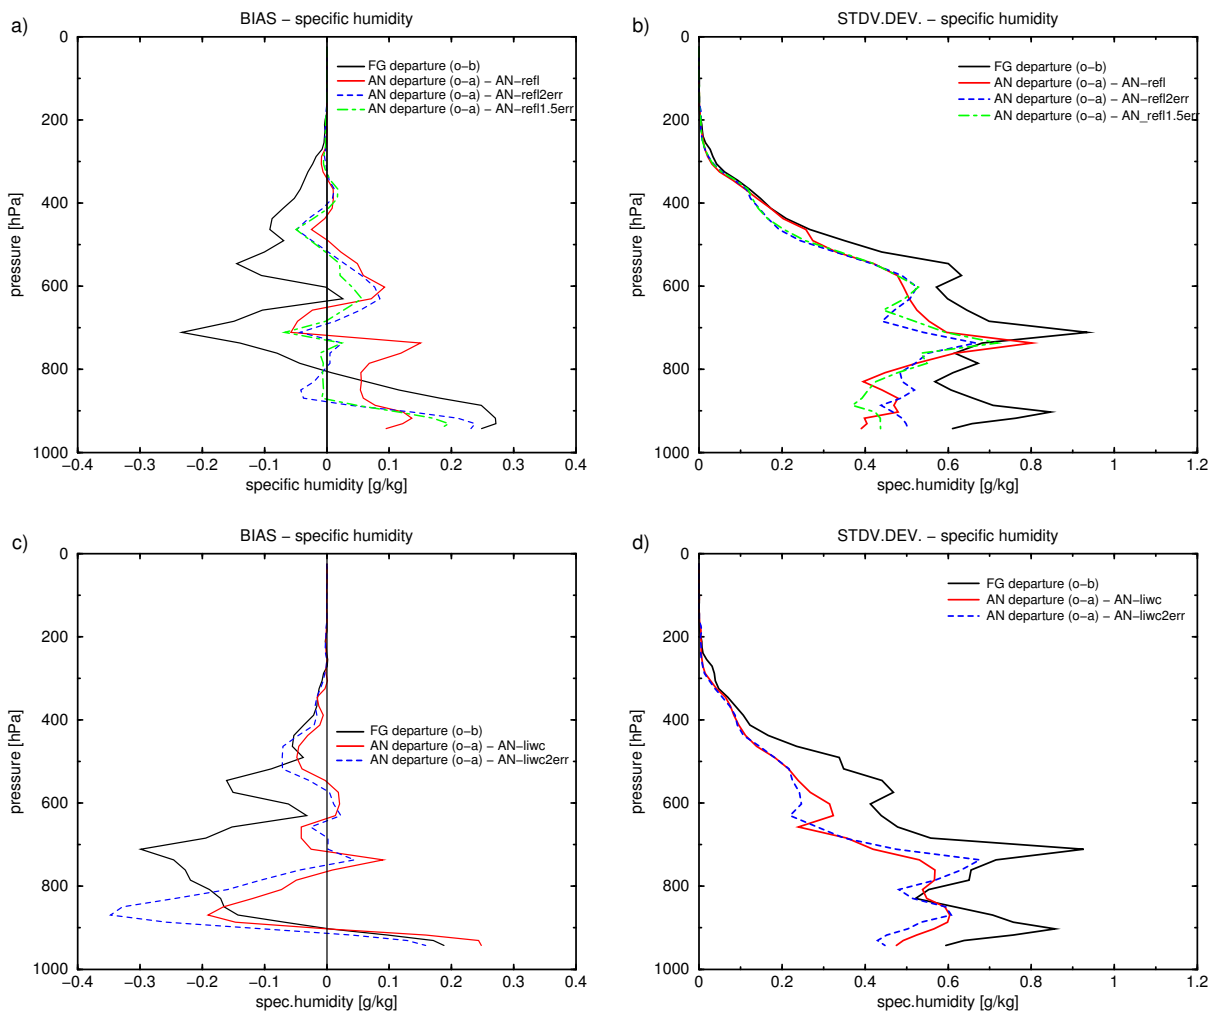 a)
BIAS – specific humidity
0
200
400
600
800
1000
pressure [hPa]
FG departure (o–b)
AN departure (o–a) – AN–refl
AN departure (o–a) – AN–refl2err
AN departure (o–a) – AN–refl1.5err
–0.4 –0.3 –0.2 –0.1 0 0.1 0.2 0.3 0.4
specific humidity [g/kg]
b)
STDV.DEV. – specific humidity
0
200
400
600
800
1000
pressure [hPa]
FG departure (o–b)
AN departure (o–a) – AN–refl
AN departure (o–a) – AN–refl2err
AN departure (o–a) – AN_refl1.5err
0 0.2 0.4 0.6 0.8 1 1.2
spec.humidity [g/kg]
c)
BIAS – specific humidity
0
200
400
600
800
1000
pressure [hPa]
FG departure (o–b)
AN departure (o–a) – AN–liwc
AN departure (o–a) – AN–liwc2err
–0.4 –0.3 –0.2 –0.1 0 0.1 0.2 0.3 0.4
spec.humidity [g/kg]
d)
STDV.DEV. – specific humidity
0
200
400
600
800
1000
pressure [hPa]
FG departure (o–b)
AN departure (o–a) – AN–liwc
AN departure (o–a) – AN–liwc2err
0 0.2 0.4 0.6 0.8 1 1.2
spec.humidity [g/kg]